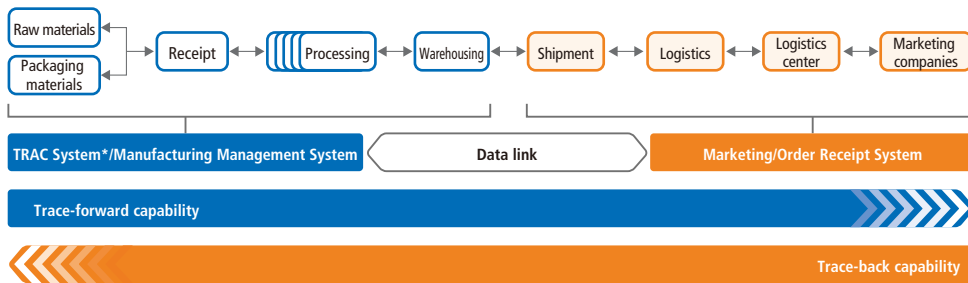 Raw materials
Packaging
materials
Receipt
Processing
Warehousing
Shipment
Logistics
Logistics
center
Marketing
companies
TRAC System*/Manufacturing Management System
Data link
Marketing/Order Receipt System
Trace-forward capability
Trace-back capability